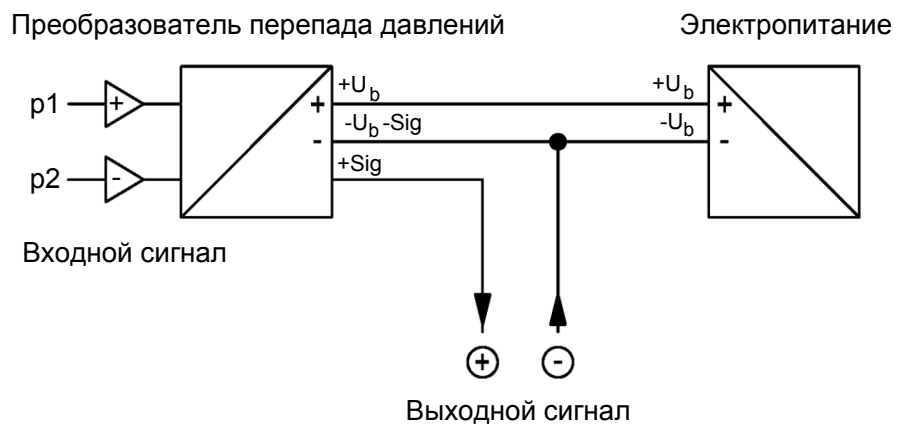 Преобразователь перепада давлений
Электропитание
p1
+
+U_b
+
+U_b
+
-U_b -Sig
-
-U_b
-
p2
-
+Sig
Входной сигнал
+
-
Выходной сигнал